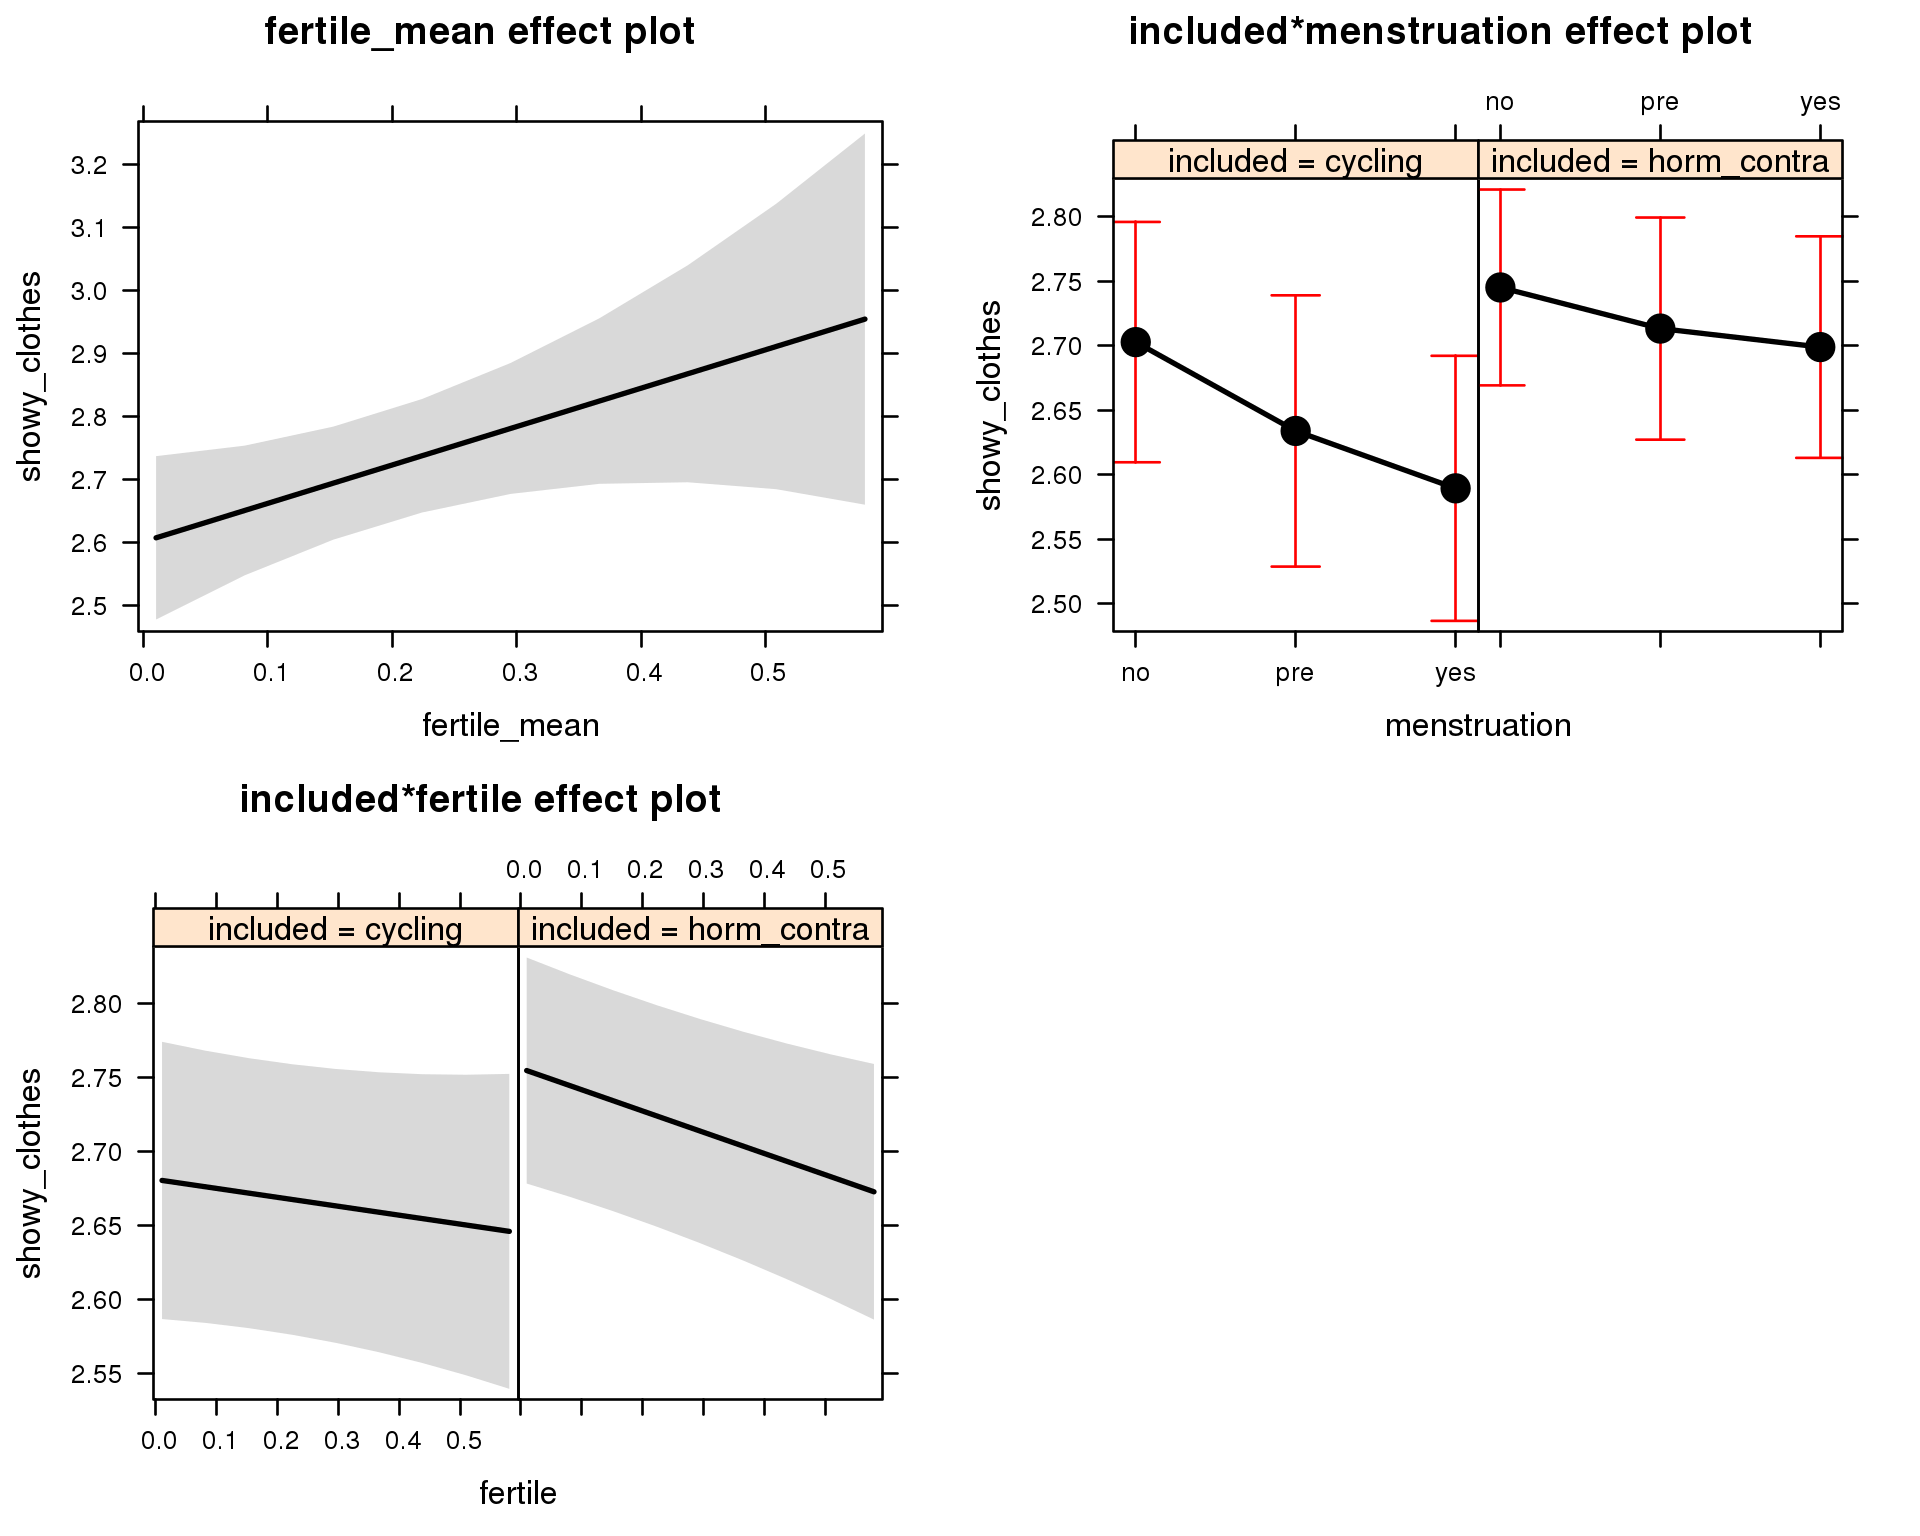 fertile_mean effect plot
showy_clothes
3.2
3.1
3.0
2.9
2.8
2.7
2.6
2.5
0.0 0.1 0.2 0.3 0.4 0.5
fertile_mean
included*menstruation effect plot
no pre yes
included = cycling included = horm_contra
showy_clothes
2.80
2.75
2.70
2.65
2.60
2.55
2.50
no pre yes
menstruation
included*fertile effect plot
0.0 0.1 0.2 0.3 0.4 0.5
included = cycling included = horm_contra
showy_clothes
2.80
2.75
2.70
2.65
2.60
2.55
0.0 0.1 0.2 0.3 0.4 0.5
fertile